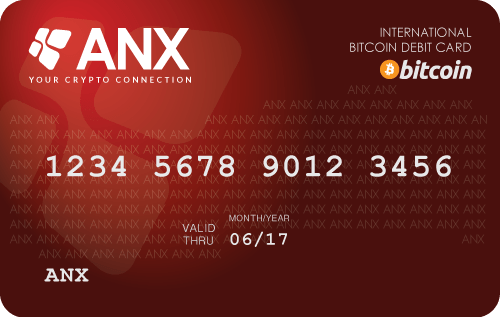 ANX
YOUR CRYPTO CONNECTION
INTERNATIONAL
BITCOIN DEBIT CARD
bitcoin
1234 5678 9012 3456
MONTH/YEAR
VALID
THRU 06/17
ANX